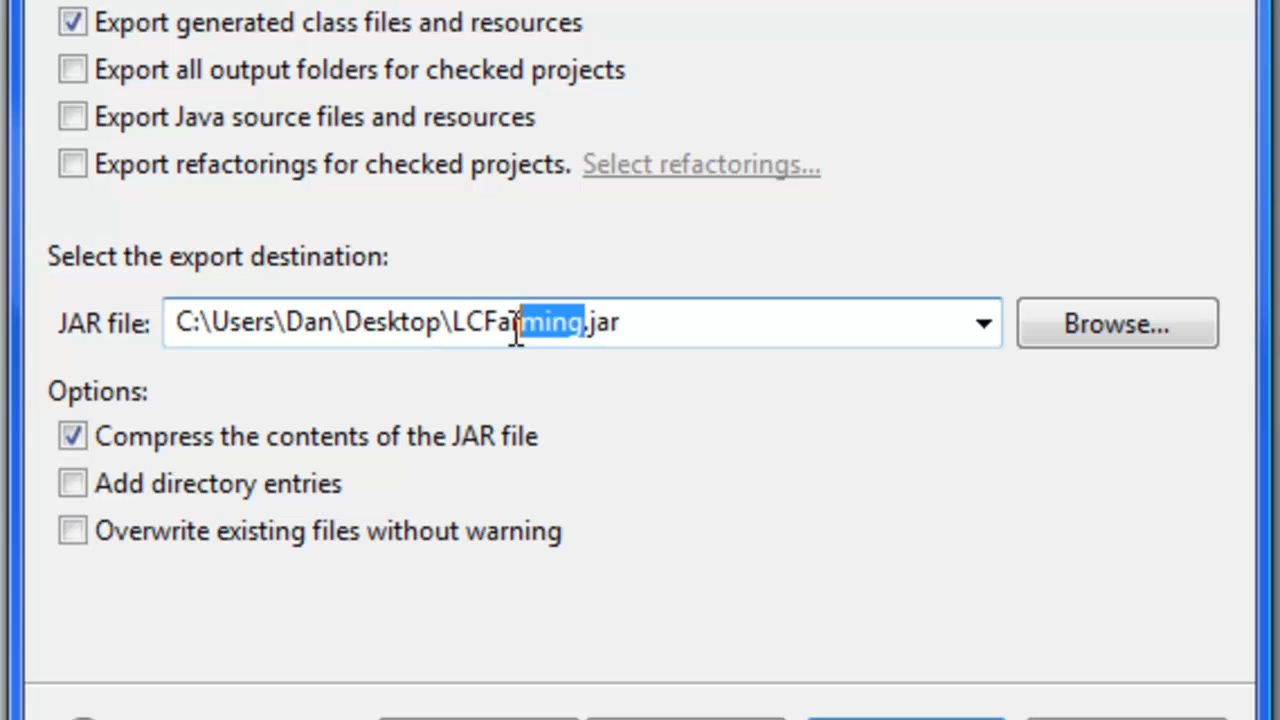 Export generated class files and resources
Export all output folders for checked projects
Export Java source files and resources
Export refactorings for checked projects. Select refactorings...
Select the export destination:
JAR file: C:\Users\Dan\Desktop\LCFarming.jar Browse...
Options:
Compress the contents of the JAR file
Add directory entries
Overwrite existing files without warning